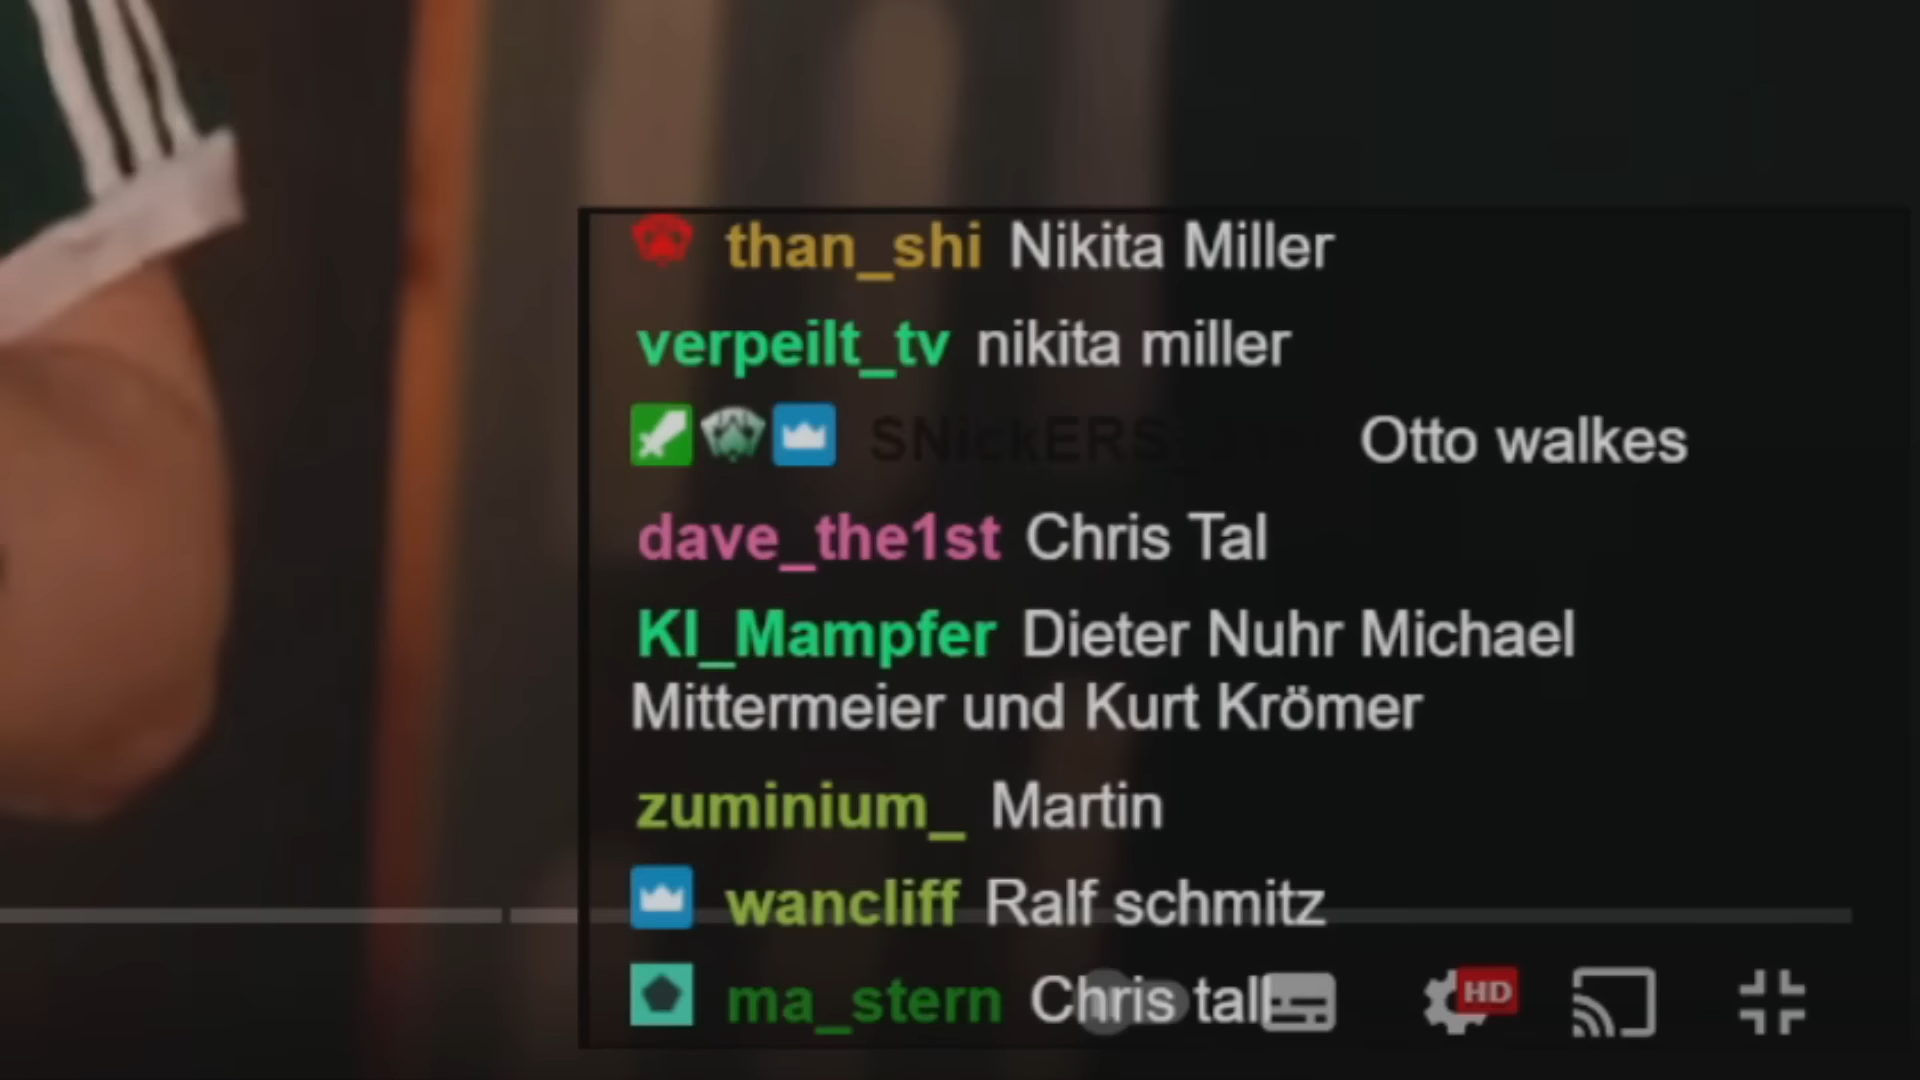 than_shi Nikita Miller
verpeilt_tv nikita miller
Otto walkes
dave_the1st Chris Tal
KI_Mampfer Dieter Nuhr Michael
Mittermeier und Kurt Krömer
zuminium_ Martin
wancliff Ralf schmitz
ma_stern Chris tall
HD